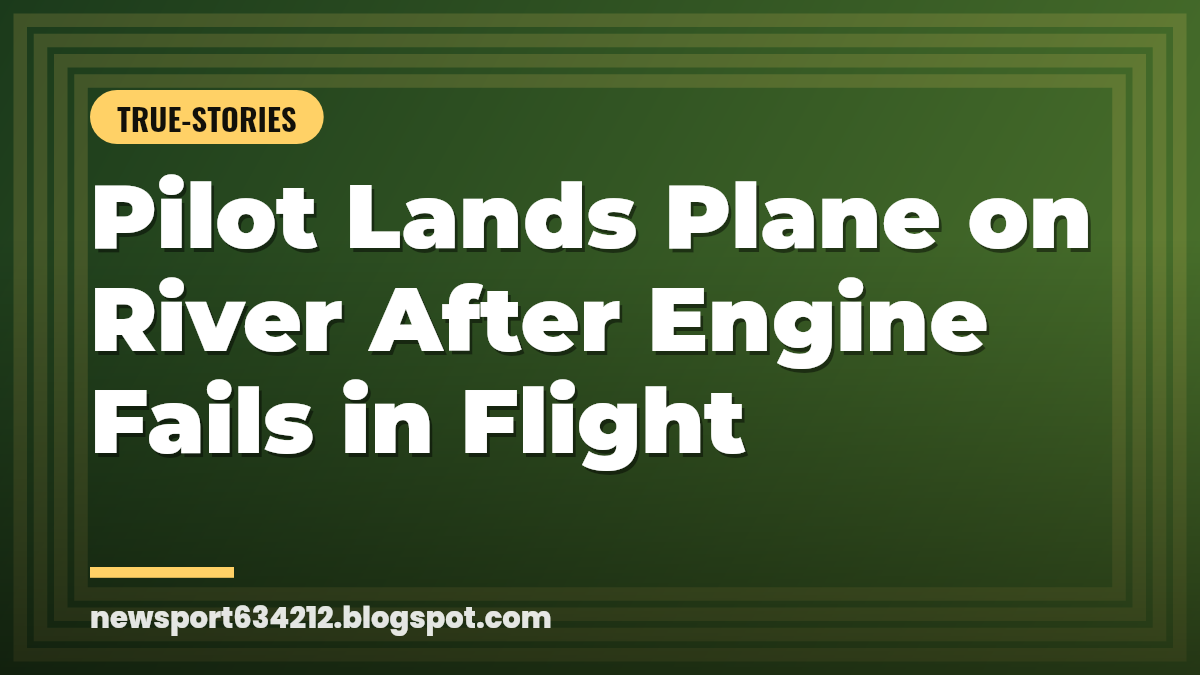 TRUE-STORIES
Pilot Lands Plane on
River After Engine
Fails in Flight
newsport634212.blogspot.com